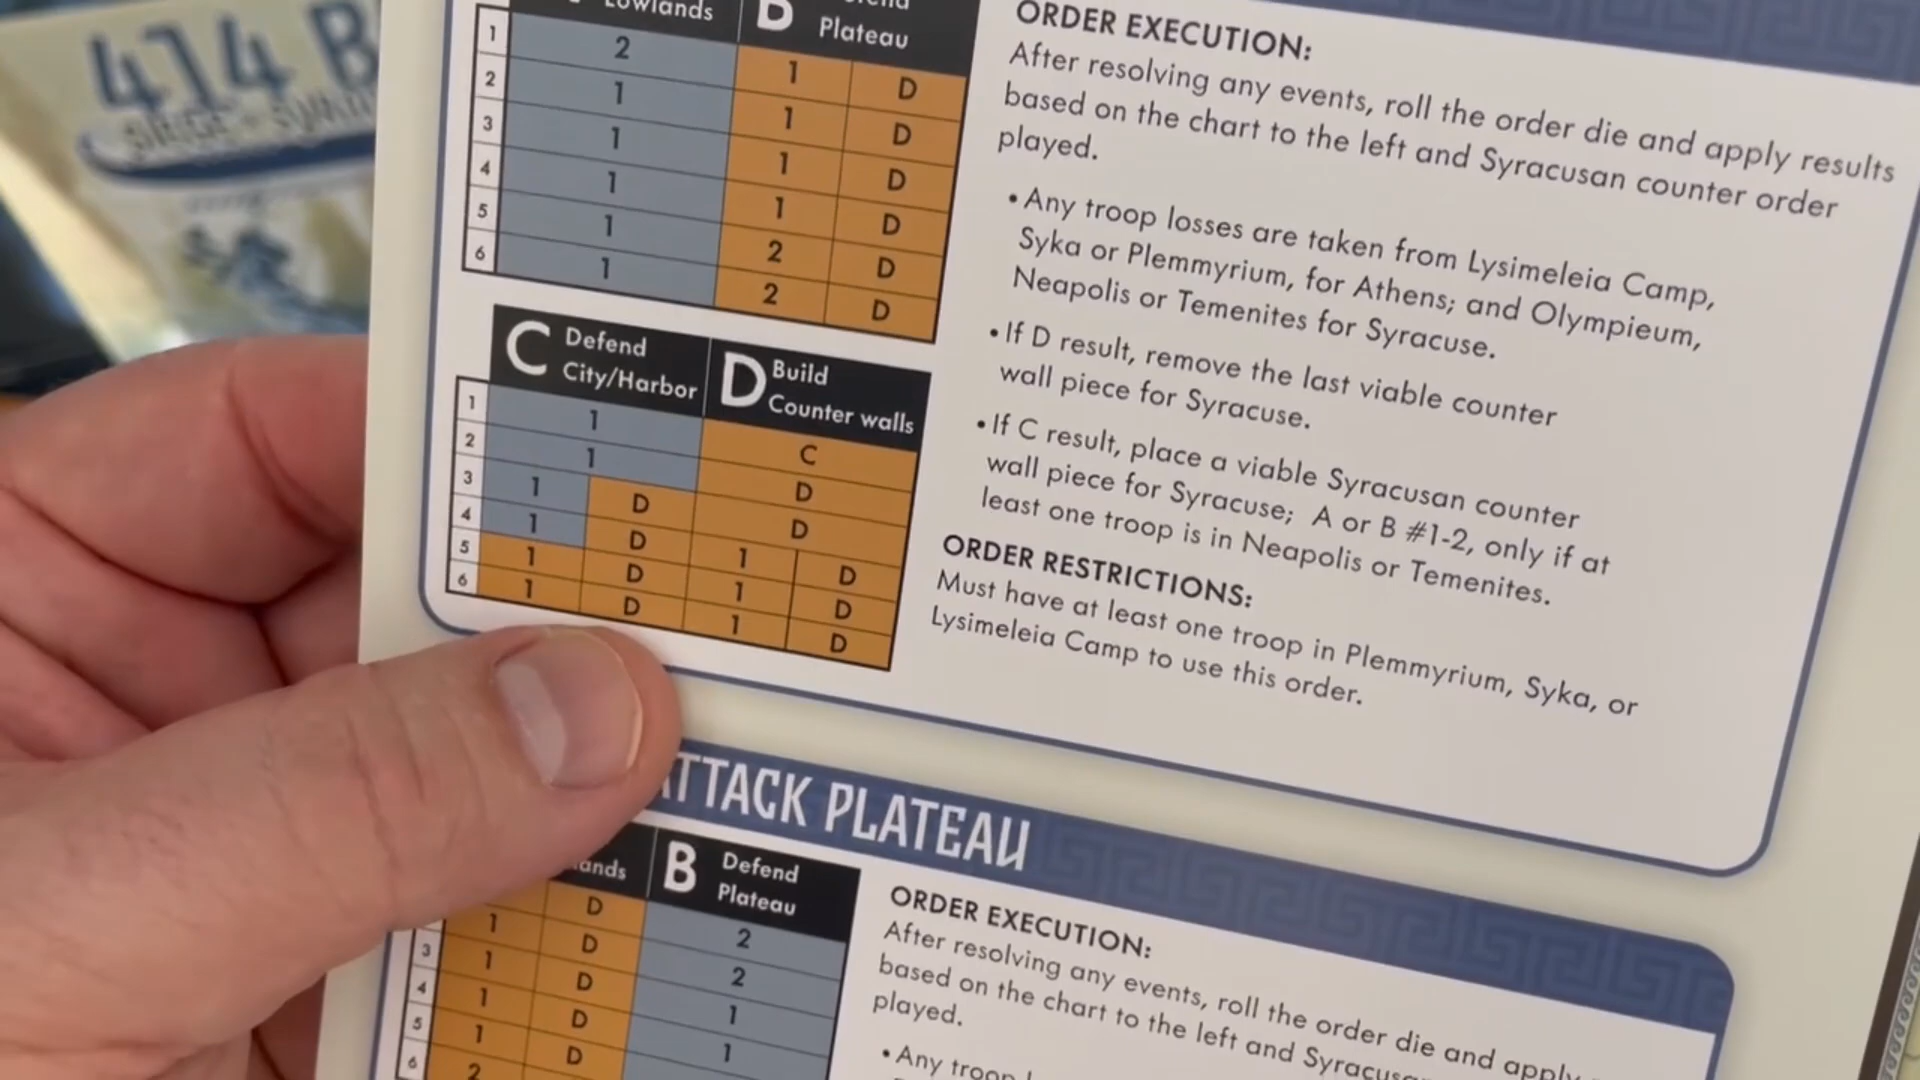 414 B
SIEGE
Lowlands
Plateau
1 2 1 D
2 1 1 D
3 1 1 D
4 1 1 D
5 1 2 D
6 1 2 D
C Defend City/Harbor
D Build Counter walls
1 1 C
2 1 D
3 1 D D
4 1 D 1 D
5 1 D 1 D
6 1 D 1 D
ORDER EXECUTION:
After resolving any events, roll the order die and apply results
based on the chart to the left and Syracusan counter order
played.
• Any troop losses are taken from Lysimeleia Camp,
Syka or Plemmyrium, for Athens; and Olympieum,
Neapolis or Temenites for Syracuse.
• If D result, remove the last viable counter
wall piece for Syracuse.
• If C result, place a viable Syracusan counter
wall piece for Syracuse; A or B #1-2, only if at
least one troop is in Neapolis or Temenites.
ORDER RESTRICTIONS:
Must have at least one troop in Plemmyrium, Syka, or
Lysimeleia Camp to use this order.
ATTACK PLATEAU
B Defend
Plateau
D 2
1 D 2
3 1 D 1
4 1 D 1
5 1 D
6 2
ORDER EXECUTION:
After resolving any events, roll the order die and apply
based on the chart to the left and
played.
• Any troop